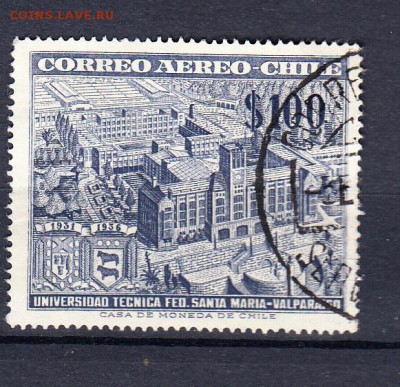 COINS.LAVE.RU
CORREO AEREO-CHILE
$100
1931 1956
UNIVERSIDAD TECNICA FED. SANTA MARIA-VALPARAISO
CASA DE MONEDA DE CHILE